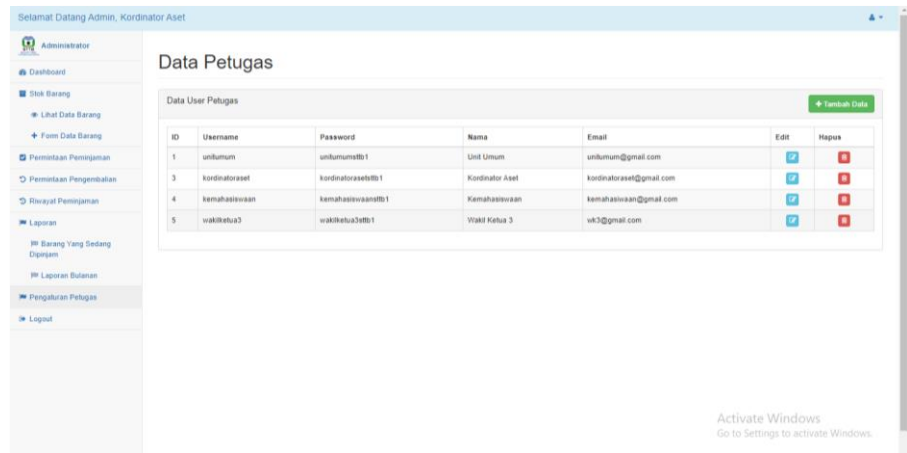 Selamat Datang Admin, Kordinator Aset
Administrator
Dashboard
Stok Barang
Lihat Data Barang
Form Data Barang
Permintaan Peminjaman
Permintaan Pengembalian
Riwayat Peminjaman
Laporan
Barang Yang Sedang
Dipinjam
Laporan Bulanan
Pengaturan Petugas
Logout
Data Petugas
Data User Petugas
Tambah Data
ID Username Password Nama Email Edit Hapus
1 unitumum unitumumsttb1 Unit Umum unitumum@gmail.com
3 kordinatoraset kordinatorasetsttb1 Kordinator Aset kordinatoraset@gmail.com
4 kemahasiswaan kemahasiswaansttb1 Kemahasiswaan kemahasiwaan@gmail.com
5 wakilketua3 wakilketua3sttb1 Wakil Ketua 3 wk3@gmail.com
Activate Windows
Go to Settings to activate Windows.